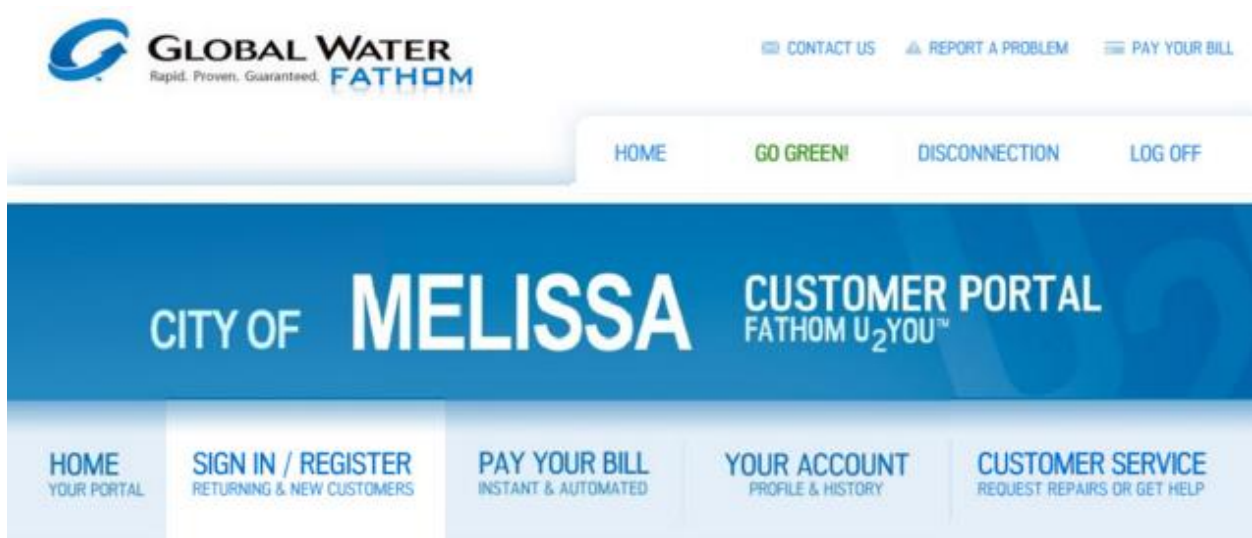 GLOBAL WATER
Rapid. Proven. Guaranteed. FATHOM
CONTACT US REPORT A PROBLEM PAY YOUR BILL
HOME GO GREEN! DISCONNECTION LOG OFF
CITY OF MELISSA CUSTOMER PORTAL
FATHOM U2YOU™
HOME SIGN IN / REGISTER PAY YOUR BILL YOUR ACCOUNT CUSTOMER SERVICE
YOUR PORTAL RETURNING & NEW CUSTOMERS INSTANT & AUTOMATED PROFILE & HISTORY REQUEST REPAIRS OR GET HELP